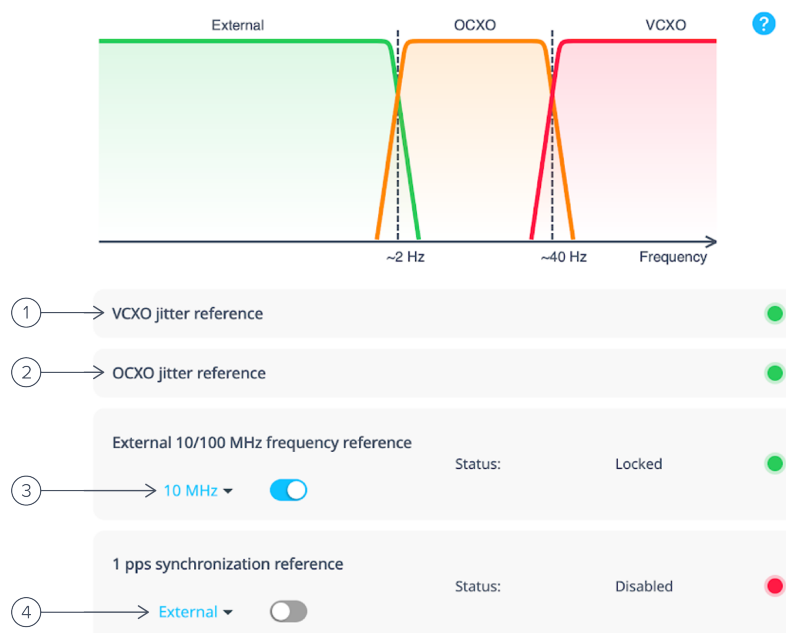 External OCXO VCXO ?
~2 Hz ~40 Hz Frequency
1 VCXO jitter reference
2 OCXO jitter reference
External 10/100 MHz frequency reference
Status: Locked
3 10 MHz
1 pps synchronization reference
Status: Disabled
4 External